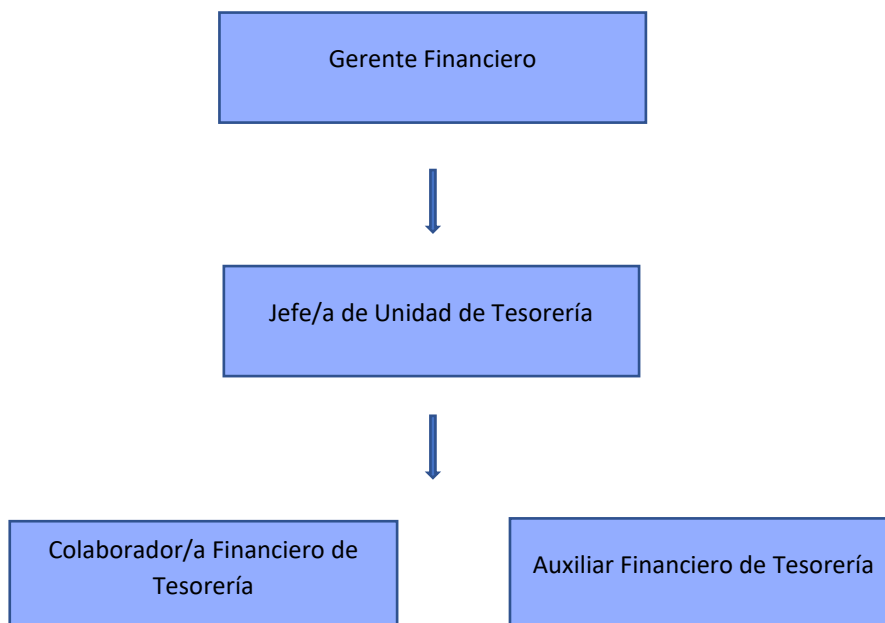 Gerente Financiero
Jefe/a de Unidad de Tesorería
Colaborador/a Financiero de
Tesorería
Auxiliar Financiero de Tesorería